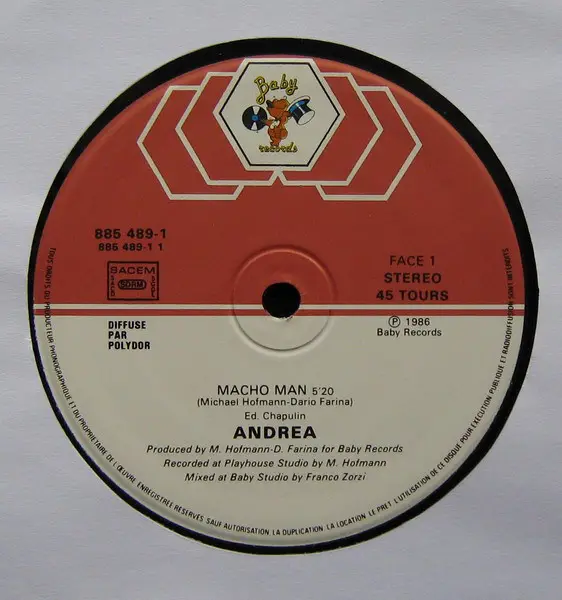 Baby
records
885 489-1
885 489-1 1
SACEM
SACD
SDRM
SGDL
FACE 1
STEREO
45 TOURS
DIFFUSE
PAR
POLYDOR
Ⓟ 1986
Baby Records
MACHO MAN 5'20
(Michael Hofmann-Dario Farina)
Ed. Chapulin
ANDREA
Produced by M. Hofmann-D. Farina for Baby Records
Recorded at Playhouse Studio by M. Hofmann
Mixed at Baby Studio by Franco Zorzi
TOUS DROITS DU PRODUCTEUR PHONOGRAPHIQUE ET DU PROPRIETAIRE DE L'ŒUVRE ENREGISTREE RESERVES SAUF AUTORISATION LA DUPLICATION LA LOCATION LE PRET L'UTILISATION DE CE DISQUE POUR EXECUTION PUBLIQUE ET RADIODIFFUSION SONT INTERDITES